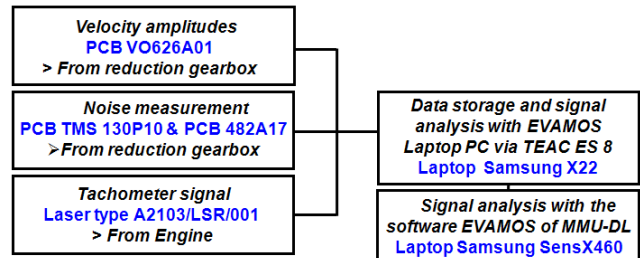 Velocity amplitudes
PCB VO626A01
> From reduction gearbox
Noise measurement
PCB TMS 130P10 & PCB 482A17
➢From reduction gearbox
Tachometer signal
Laser type A2103/LSR/001
> From Engine
Data storage and signal
analysis with EVAMOS
Laptop PC via TEAC ES 8
Laptop Samsung X22
Signal analysis with the
software EVAMOS of MMU-DL
Laptop Samsung SensX460